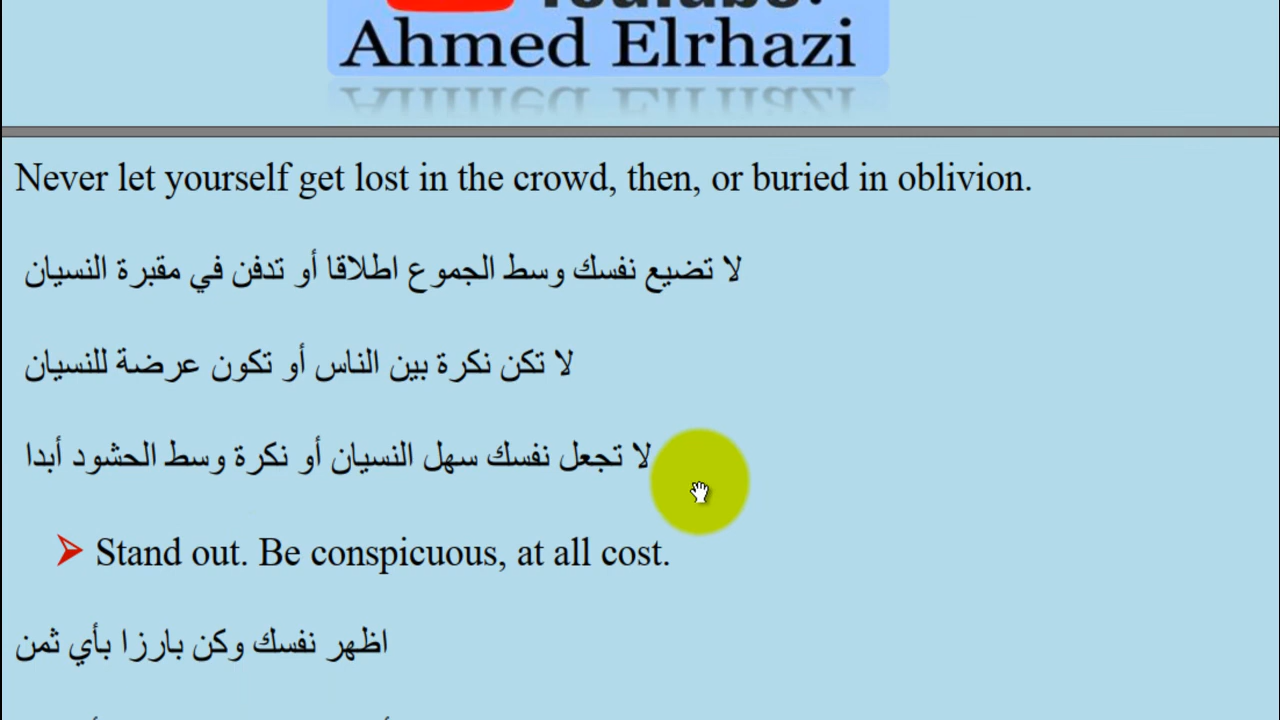 Ahmed Elrhazi
Never let yourself get lost in the crowd, then, or buried in oblivion.
لا تضيع نفسك وسط الجموع اطلاقا أو تدفن في مقبرة النسيان
لا تكن نكرة بين الناس أو تكون عرضة للنسيان
لا تجعل نفسك سهل النسيان أو نكرة وسط الحشود أبدا
Stand out. Be conspicuous, at all cost.
اظهر نفسك وكن بارزا بأي ثمن